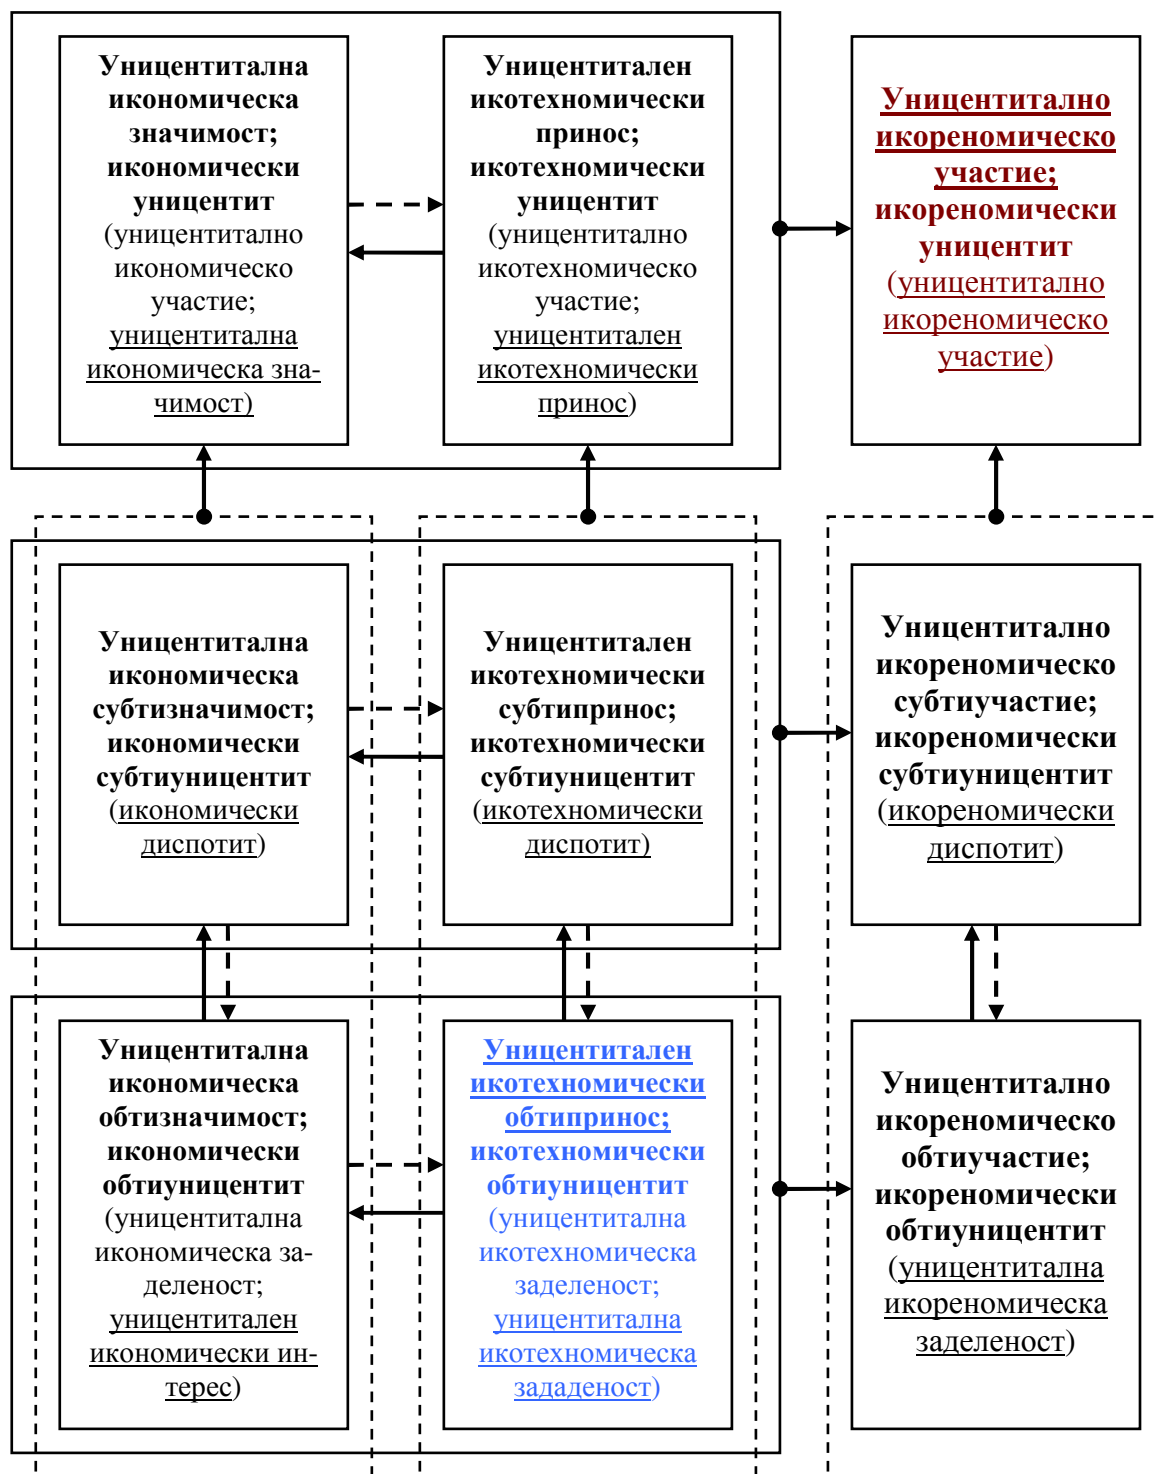 Уницентитална
икономическа
значимост;
икономически
уницентит
(уницентитално
икономическо
участие;
уницентитална
икономическа зна-
чимост)
Уницентитален
икотехномически
принос;
икотехномически
уницентит
(уницентитално
икотехномическо
участие;
уницентитален
икотехномически
принос)
Уницентитално
икореномическо
участие;
икореномически
уницентит
(уницентитално
икореномическо
участие)
Уницентитална
икономическа
субтизначимост;
икономически
субтиуницентит
(икономически
диспотит)
Уницентитален
икотехномически
субтипринос;
икотехномически
субтиуницентит
(икотехномически
диспотит)
Уницентитално
икореномическо
субтиучастие;
икореномически
субтиуницентит
(икореномически
диспотит)
Уницентитална
икономическа
обтизначимост;
икономически
обтиуницентит
(уницентитална
икономическа за-
деленост;
уницентитален
икономически ин-
терес)
Уницентитален
икотехномически
обтипринос;
икотехномически
обтиуницентит
(уницентитална
икотехномическа
заделеност;
уницентитална
икотехномическа
зададеност)
Уницентитално
икореномическо
обтиучастие;
икореномически
обтиуницентит
(уницентитална
икореномическа
заделеност)